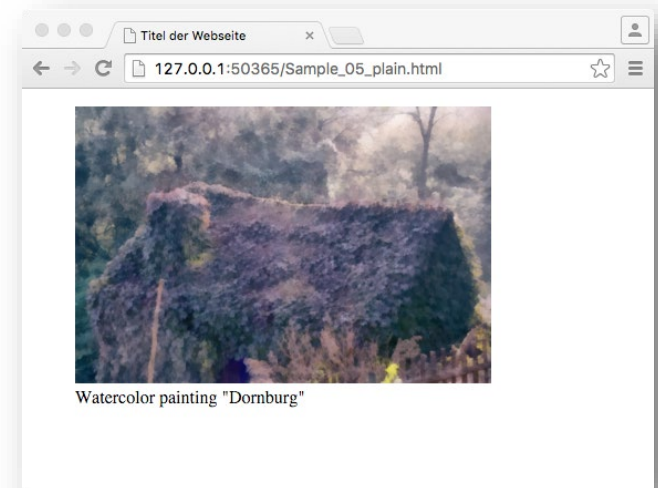 Titel der Webseite
127.0.0.1:50365/Sample_05_plain.html
Watercolor painting "Dornburg"